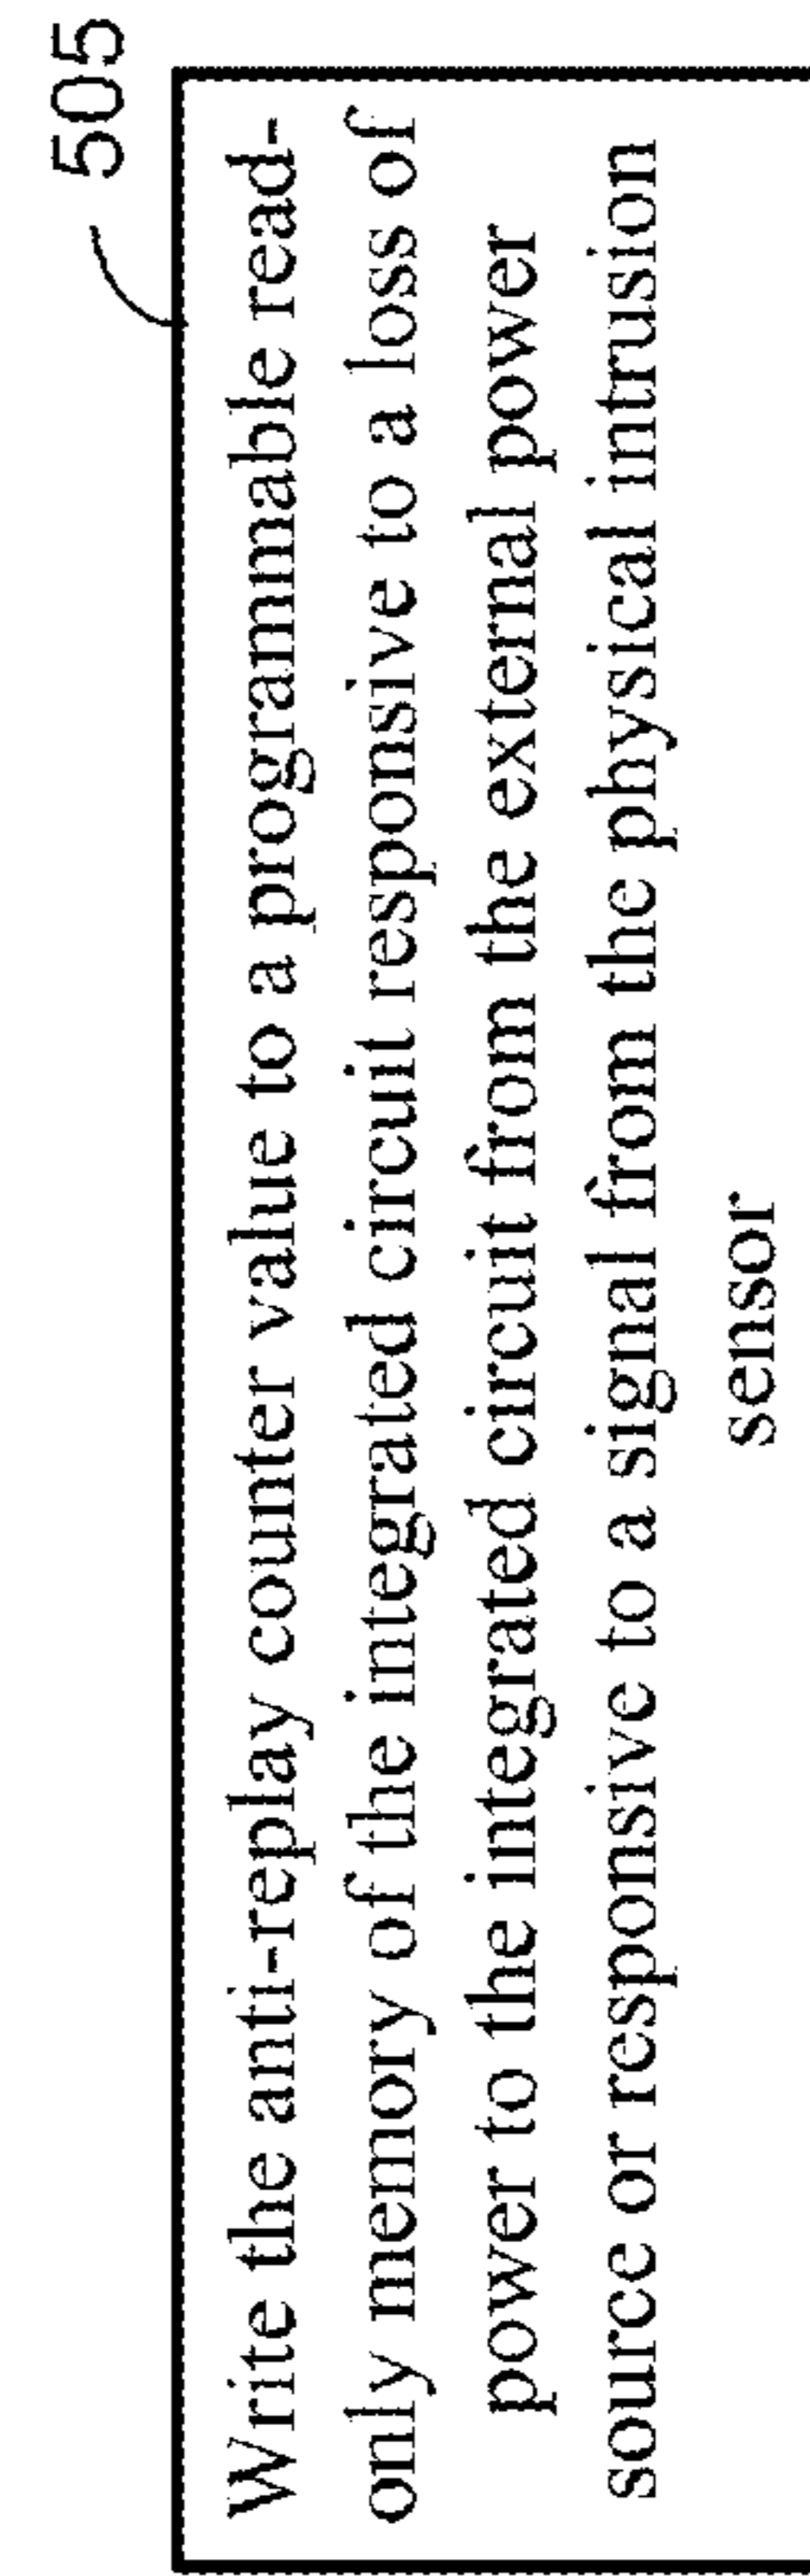 505
Write the anti-replay counter value to a programmable read-
only memory of the integrated circuit responsive to a loss of
power to the integrated circuit from the external power
source or responsive to a signal from the physical intrusion
sensor